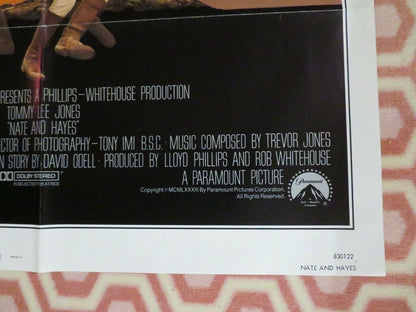 RESENTS A PHILLIPS-WHITEHOUSE PRODUCTION
TOMMY LEE JONES
"NATE AND HAYES"
ECTOR OF PHOTOGRAPHY-TONY IMI B.S.C. · MUSIC COMPOSED BY TREVOR JONES
N STORY BY DAVID ODELL · PRODUCED BY LLOYD PHILLIPS AND ROB WHITEHOUSE
DOLBY STEREO
IN SELECTED THEATRES
A PARAMOUNT PICTURE
Copyright © MCMLXXXIII By Paramount Pictures Corporation.
All Rights Reserved.
Paramount
830122
NATE AND HAYES